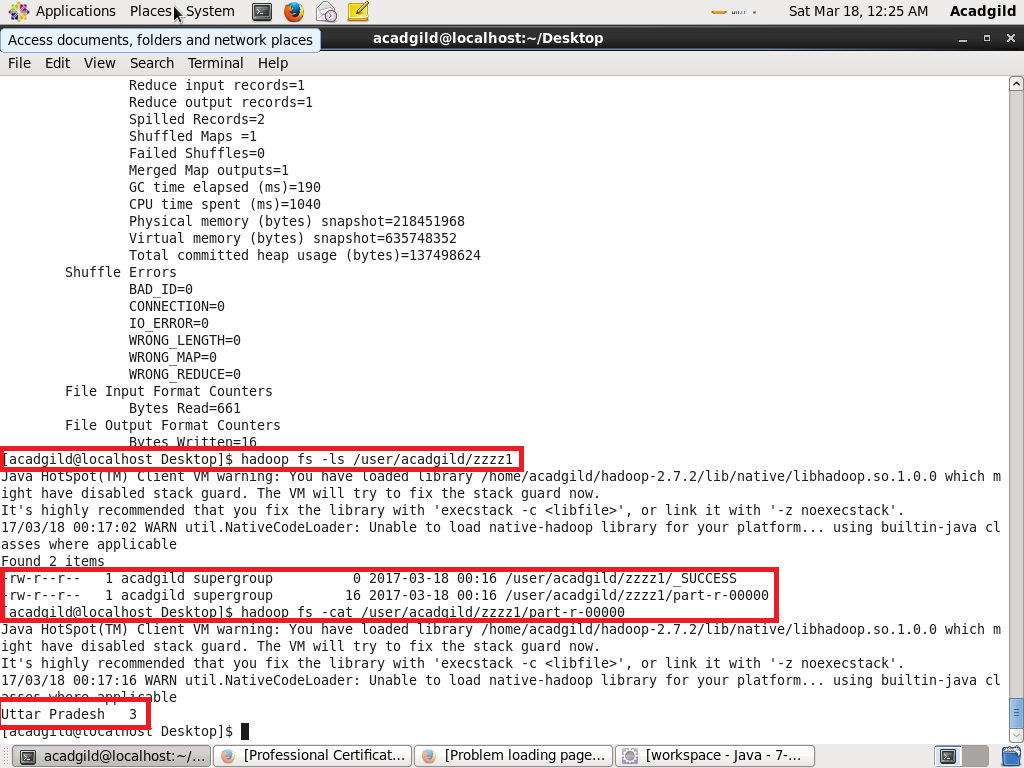 Applications Places System Sat Mar 18, 12:25 AM Acadgild
Access documents, folders and network places
acadgild@localhost:~/Desktop
File Edit View Search Terminal Help
Reduce input records=1
Reduce output records=1
Spilled Records=2
Shuffled Maps =1
Failed Shuffles=0
Merged Map outputs=1
GC time elapsed (ms)=190
CPU time spent (ms)=1040
Physical memory (bytes) snapshot=218451968
Virtual memory (bytes) snapshot=635748352
Total committed heap usage (bytes)=137498624
Shuffle Errors
BAD_ID=0
CONNECTION=0
IO_ERROR=0
WRONG_LENGTH=0
WRONG_MAP=0
WRONG_REDUCE=0
File Input Format Counters
Bytes Read=661
File Output Format Counters
Bytes Written=16
[acadgild@localhost Desktop]$ hadoop fs -ls /user/acadgild/zzzz1
Java HotSpot(TM) Client VM warning: You have loaded library /home/acadgild/hadoop-2.7.2/lib/native/libhadoop.so.1.0.0 which m
ight have disabled stack guard. The VM will try to fix the stack guard now.
It's highly recommended that you fix the library with 'execstack -c <libfile>', or link it with '-z noexecstack'.
17/03/18 00:17:02 WARN util.NativeCodeLoader: Unable to load native-hadoop library for your platform... using builtin-java cl
asses where applicable
Found 2 items
-rw-r--r-- 1 acadgild supergroup 0 2017-03-18 00:16 /user/acadgild/zzzz1/_SUCCESS
-rw-r--r-- 1 acadgild supergroup 16 2017-03-18 00:16 /user/acadgild/zzzz1/part-r-00000
[acadgild@localhost Desktop]$ hadoop fs -cat /user/acadgild/zzzz1/part-r-00000
Java HotSpot(TM) Client VM warning: You have loaded library /home/acadgild/hadoop-2.7.2/lib/native/libhadoop.so.1.0.0 which m
ight have disabled stack guard. The VM will try to fix the stack guard now.
It's highly recommended that you fix the library with 'execstack -c <libfile>', or link it with '-z noexecstack'.
17/03/18 00:17:16 WARN util.NativeCodeLoader: Unable to load native-hadoop library for your platform... using builtin-java cl
asses where applicable
Uttar Pradesh 3
[acadgild@localhost Desktop]$
acadgild@localhost:~/... [Professional Certificat... [Problem loading page... [workspace - Java - 7-...